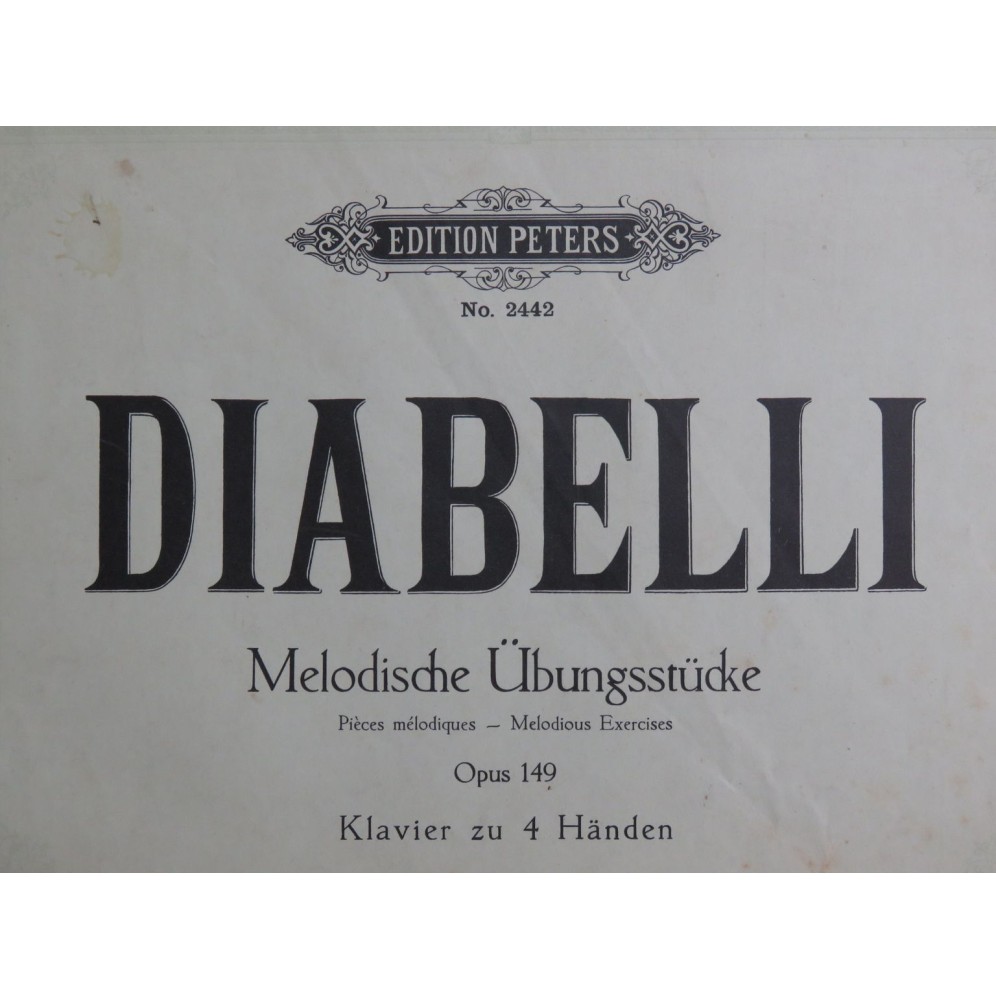 EDITION PETERS
No. 2442
DIABELLI
Melodische Übungsstücke
Pièces mélodiques — Melodious Exercises
Opus 149
Klavier zu 4 Händen